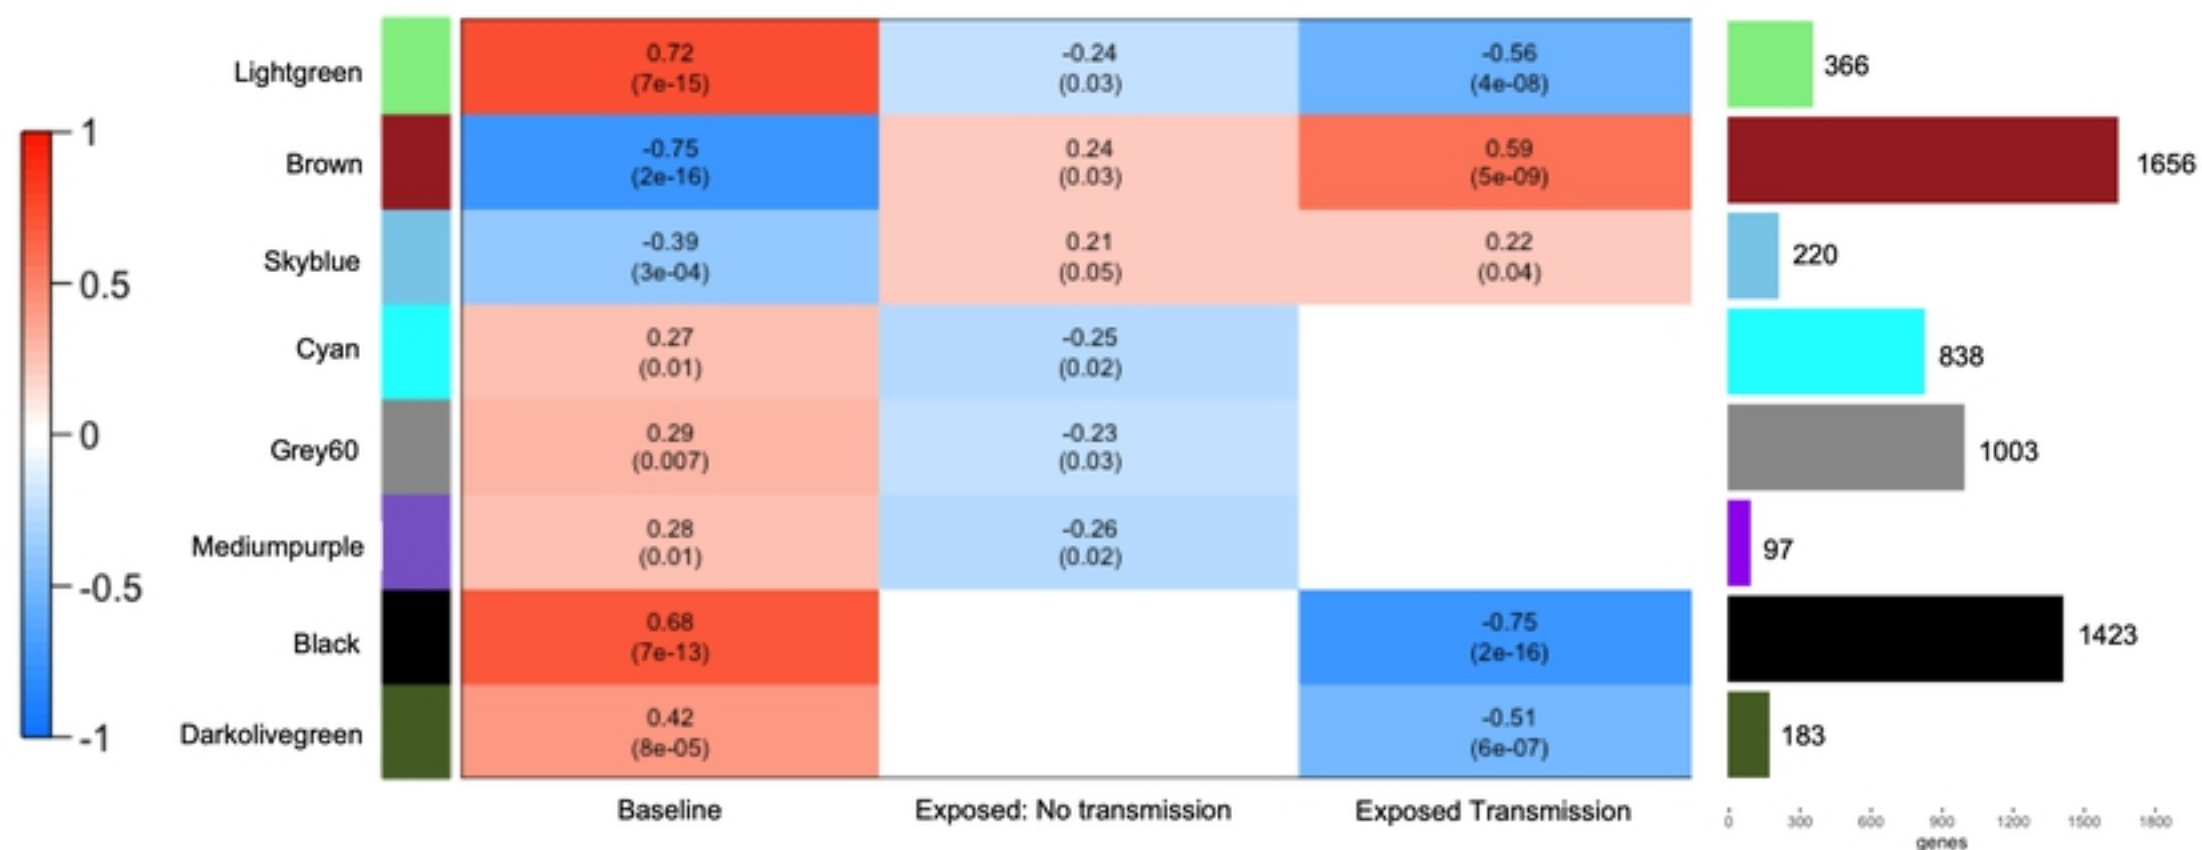 1
0.5
0
-0.5
-1
Lightgreen
0.72
(7e-15)
-0.24
(0.03)
-0.56
(4e-08)
366
Brown
-0.75
(2e-16)
0.24
(0.03)
0.59
(5e-09)
1656
Skyblue
-0.39
(3e-04)
0.21
(0.05)
0.22
(0.04)
220
Cyan
0.27
(0.01)
-0.25
(0.02)
838
Grey60
0.29
(0.007)
-0.23
(0.03)
1003
Mediumpurple
0.28
(0.01)
-0.26
(0.02)
97
Black
0.68
(7e-13)
-0.75
(2e-16)
1423
Darkolivegreen
0.42
(8e-05)
-0.51
(6e-07)
183
Baseline
Exposed: No transmission
Exposed Transmission
0 300 600 900 1200 1500 1800
genes